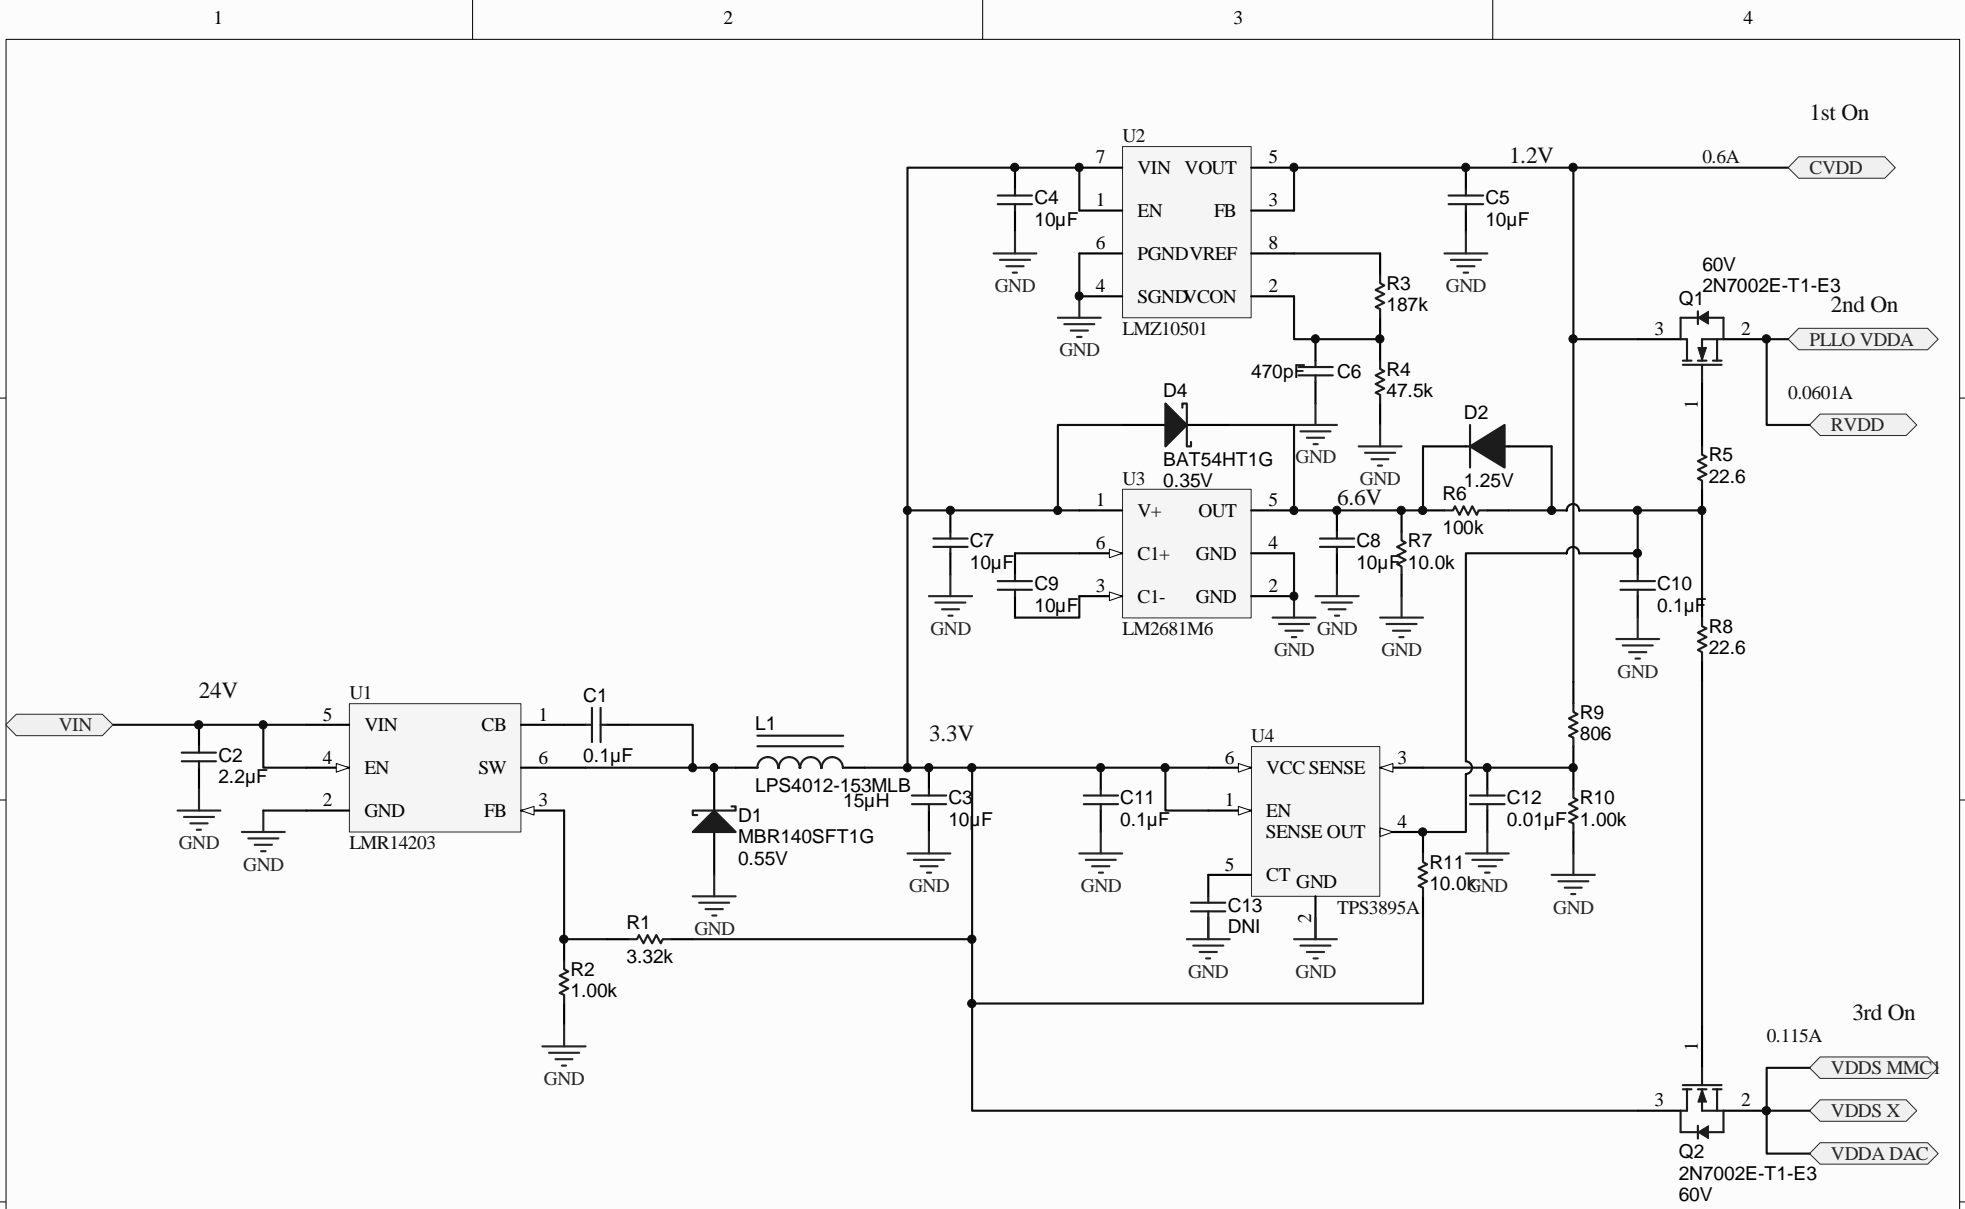 1 2 3 4
1st On
U2
7 VIN VOUT 5
1 EN FB 3
6 PGND VREF 8
4 SGND VCON 2
LMZ10501
C4
10µF
GND
GND
1.2V
0.6A
CVDD
C5
10µF
GND
R3
187k
R4
47.5k
GND
470pF C6
GND
60V
2N7002E-T1-E3
Q1
2nd On
3 2
1
PLLO VDDA
0.0601A
RVDD
R5
22.6
D4
BAT54HT1G
0.35V
D2
1.25V
U3
1 V+ OUT 5
6 C1+ GND 4
3 C1- GND 2
LM2681M6
6.6V
R6
100k
C7
10µF
GND
C9
10µF
GND
C8
10µF
GND
R7
10.0k
GND
C10
0.1µF
GND
R8
22.6
24V
VIN
C2
2.2µF
GND
GND
U1
5 VIN CB 1
4 EN SW 6
2 GND FB 3
LMR14203
C1
0.1µF
L1
LPS4012-153MLB
15µH
D1
MBR140SFT1G
0.55V
GND
3.3V
C3
10µF
GND
C11
0.1µF
GND
U4
6 VCC SENSE 3
1 EN
SENSE OUT 4
5 CT GND
2
TPS3895A
C13
DNI
GND
GND
R9
806
C12
0.01µF
GND
R10
1.00k
GND
R11
10.0k
R1
3.32k
R2
1.00k
GND
3rd On
0.115A
1
VDDS MMC1
3 2
VDDS X
VDDA DAC
Q2
2N7002E-T1-E3
60V